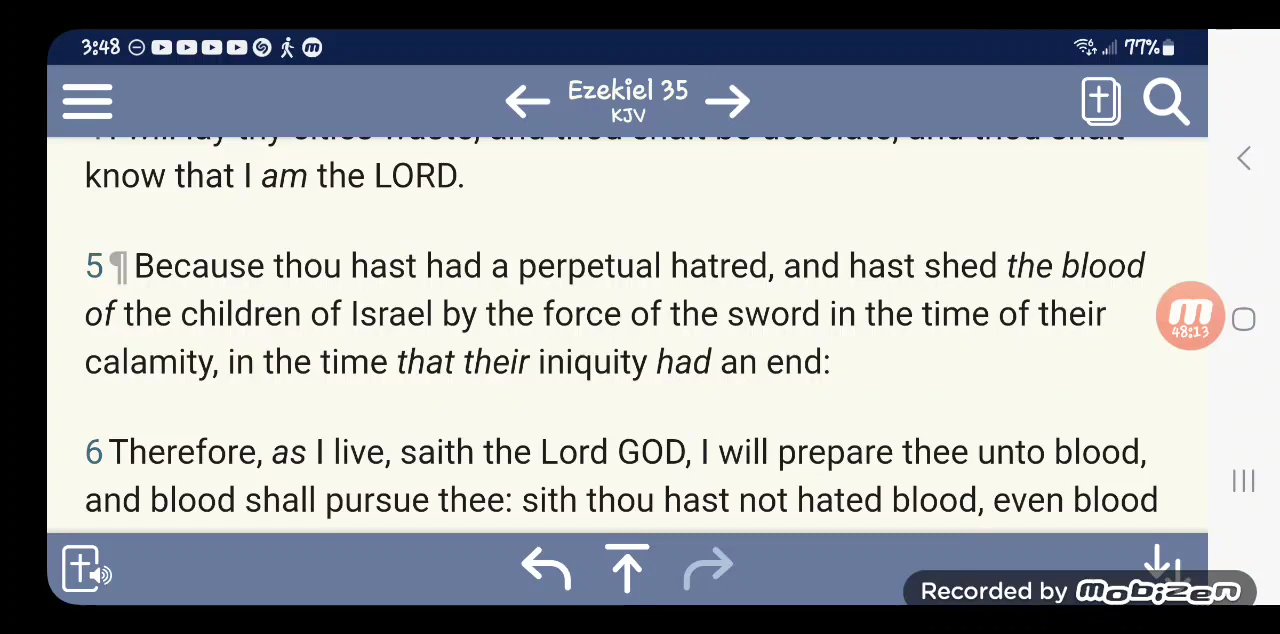 3:48 77%
Ezekiel 35
KJV
know that I am the LORD.
5 ¶ Because thou hast had a perpetual hatred, and hast shed the blood
of the children of Israel by the force of the sword in the time of their
calamity, in the time that their iniquity had an end:
m
48:13
6 Therefore, as I live, saith the Lord GOD, I will prepare thee unto blood,
and blood shall pursue thee: sith thou hast not hated blood, even blood
Recorded by mobizen